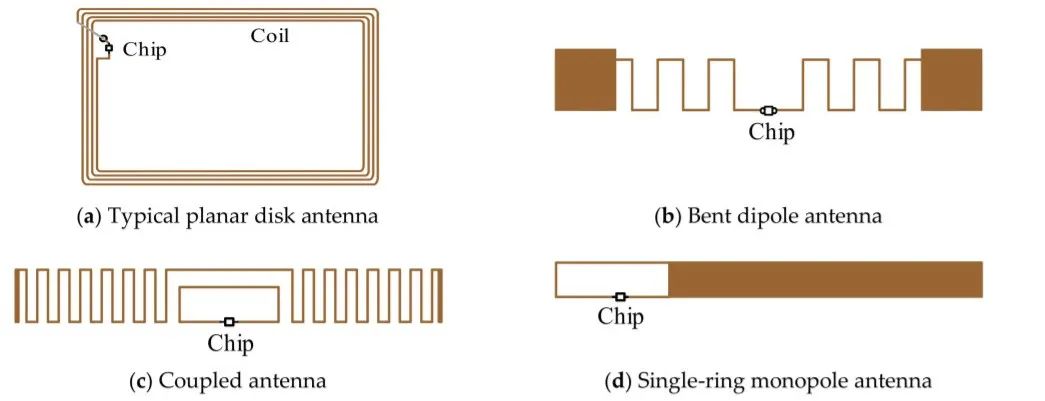 Coil
Chip
(a) Typical planar disk antenna
Chip
(b) Bent dipole antenna
Chip
(c) Coupled antenna
Chip
(d) Single-ring monopole antenna